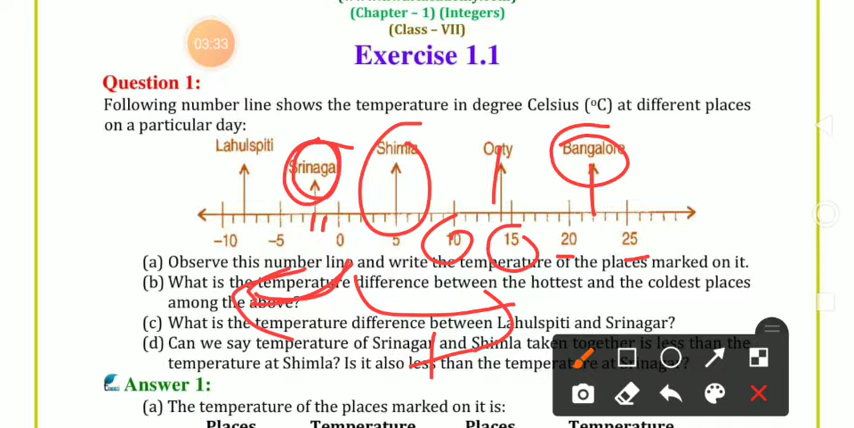 (Chapter – 1) (Integers)
(Class – VII)
03:33
Exercise 1.1
Question 1:
Following number line shows the temperature in degree Celsius (°C) at different places
on a particular day:
Lahulspiti Srinagar Shimla Ooty Bangalore
–10 –5 0 5 10 15 20 25
(a) Observe this number line and write the temperature of the places marked on it.
(b) What is the temperature difference between the hottest and the coldest places
among the above?
(c) What is the temperature difference between Lahulspiti and Srinagar?
(d) Can we say temperature of Srinagar and Shimla taken together is less than the
temperature at Shimla? Is it also less than the temperature at Srinagar?
Answer 1:
(a) The temperature of the places marked on it is:
Places Temperature Places Temperature